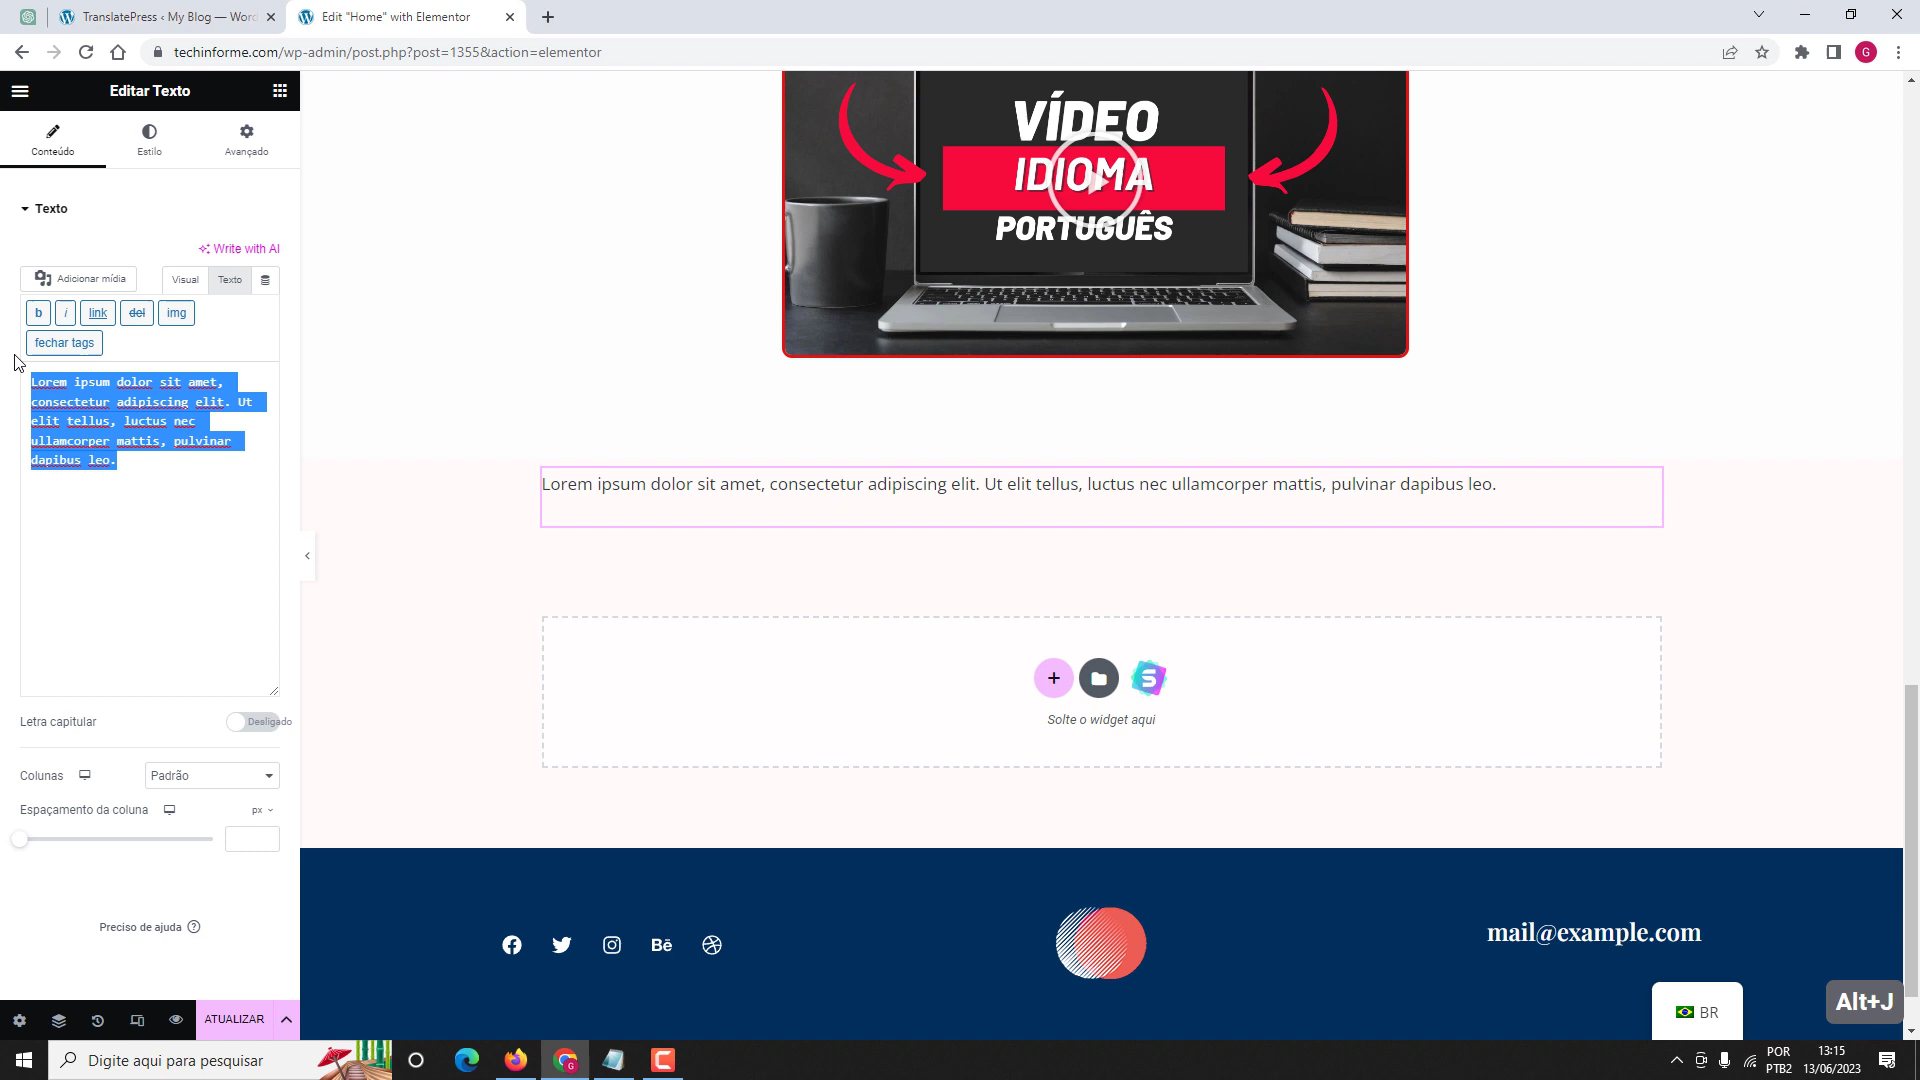 TranslatePress ‹ My Blog — Word
Edit "Home" with Elementor
techinforme.com/wp-admin/post.php?post=1355&action=elementor
G
Editar Texto
Conteúdo
Estilo
Avançado
Texto
Write with AI
Adicionar mídia
Visual
Texto
b
i
link
del
img
fechar tags
Lorem ipsum dolor sit amet,
consectetur adipiscing elit. Ut
elit tellus, luctus nec
ullamcorper mattis, pulvinar
dapibus leo.
Letra capitular
Desligado
Colunas
Padrão
Espaçamento da coluna
px
Preciso de ajuda
ATUALIZAR
VÍDEO
IDIOMA
PORTUGUÊS
Lorem ipsum dolor sit amet, consectetur adipiscing elit. Ut elit tellus, luctus nec ullamcorper mattis, pulvinar dapibus leo.
Solte o widget aqui
Bē
mail@example.com
BR
Alt+J
Digite aqui para pesquisar
POR
PTB2
13:15
13/06/2023